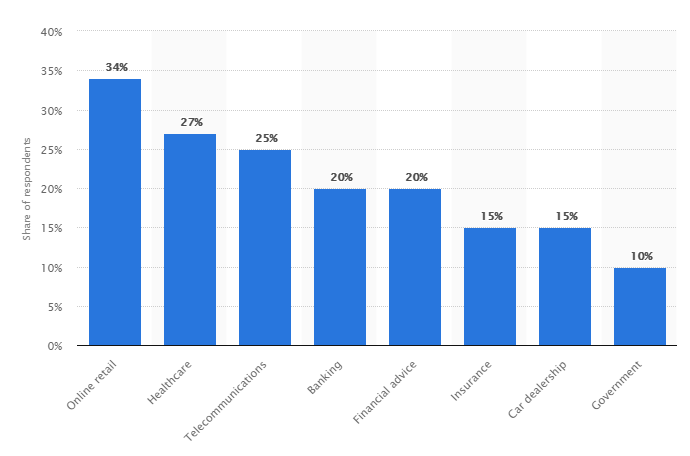 40%
35%
30%
25%
20%
15%
10%
5%
0%
Share of respondents
34%
27%
25%
20%
20%
15%
15%
10%
Online retail
Healthcare
Telecommunications
Banking
Financial advice
Insurance
Car dealership
Government